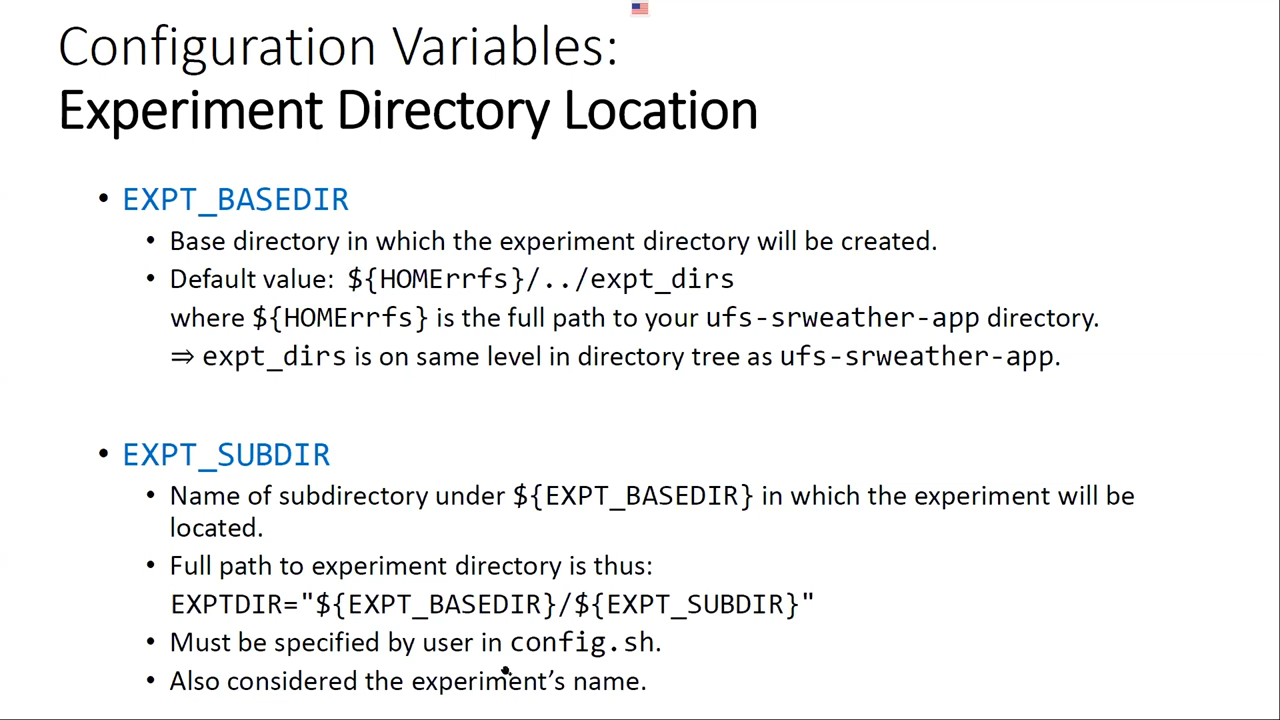 Configuration Variables:
Experiment Directory Location
• EXPT_BASEDIR
• Base directory in which the experiment directory will be created.
• Default value: ${HOMErrfs}/../expt_dirs
where ${HOMErrfs} is the full path to your ufs-srweather-app directory.
⇒ expt_dirs is on same level in directory tree as ufs-srweather-app.
• EXPT_SUBDIR
• Name of subdirectory under ${EXPT_BASEDIR} in which the experiment will be
located.
• Full path to experiment directory is thus:
EXPTDIR="${EXPT_BASEDIR}/${EXPT_SUBDIR}"
• Must be specified by user in config.sh.
• Also considered the experiment’s name.